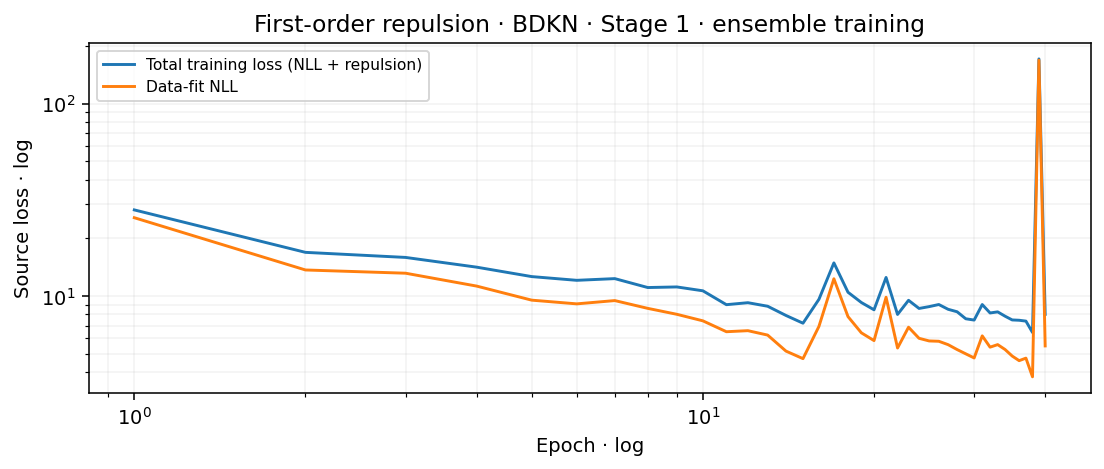 First-order repulsion · BDKN · Stage 1 · ensemble training
Total training loss (NLL + repulsion)
Data-fit NLL
Source loss · log
10²
10¹
10⁰
10¹
Epoch · log